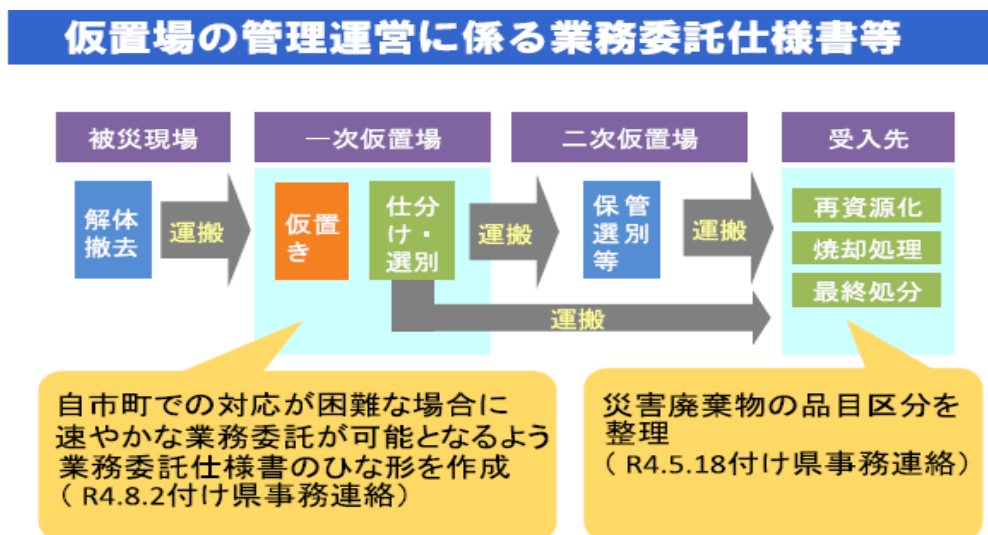 仮置場の管理運営に係る業務委託仕様書等
被災現場
一次仮置場
二次仮置場
受入先
解体
撤去
運搬
仮置
き
仕分
け・
選別
運搬
保管
選別
等
運搬
再資源化
焼却処理
最終処分
運搬
自市町での対応が困難な場合に
速やかな業務委託が可能となるよう
業務委託仕様書のひな形を作成
（R4.8.2付け県事務連絡）
災害廃棄物の品目区分を
整理
（R4.5.18付け県事務連絡）